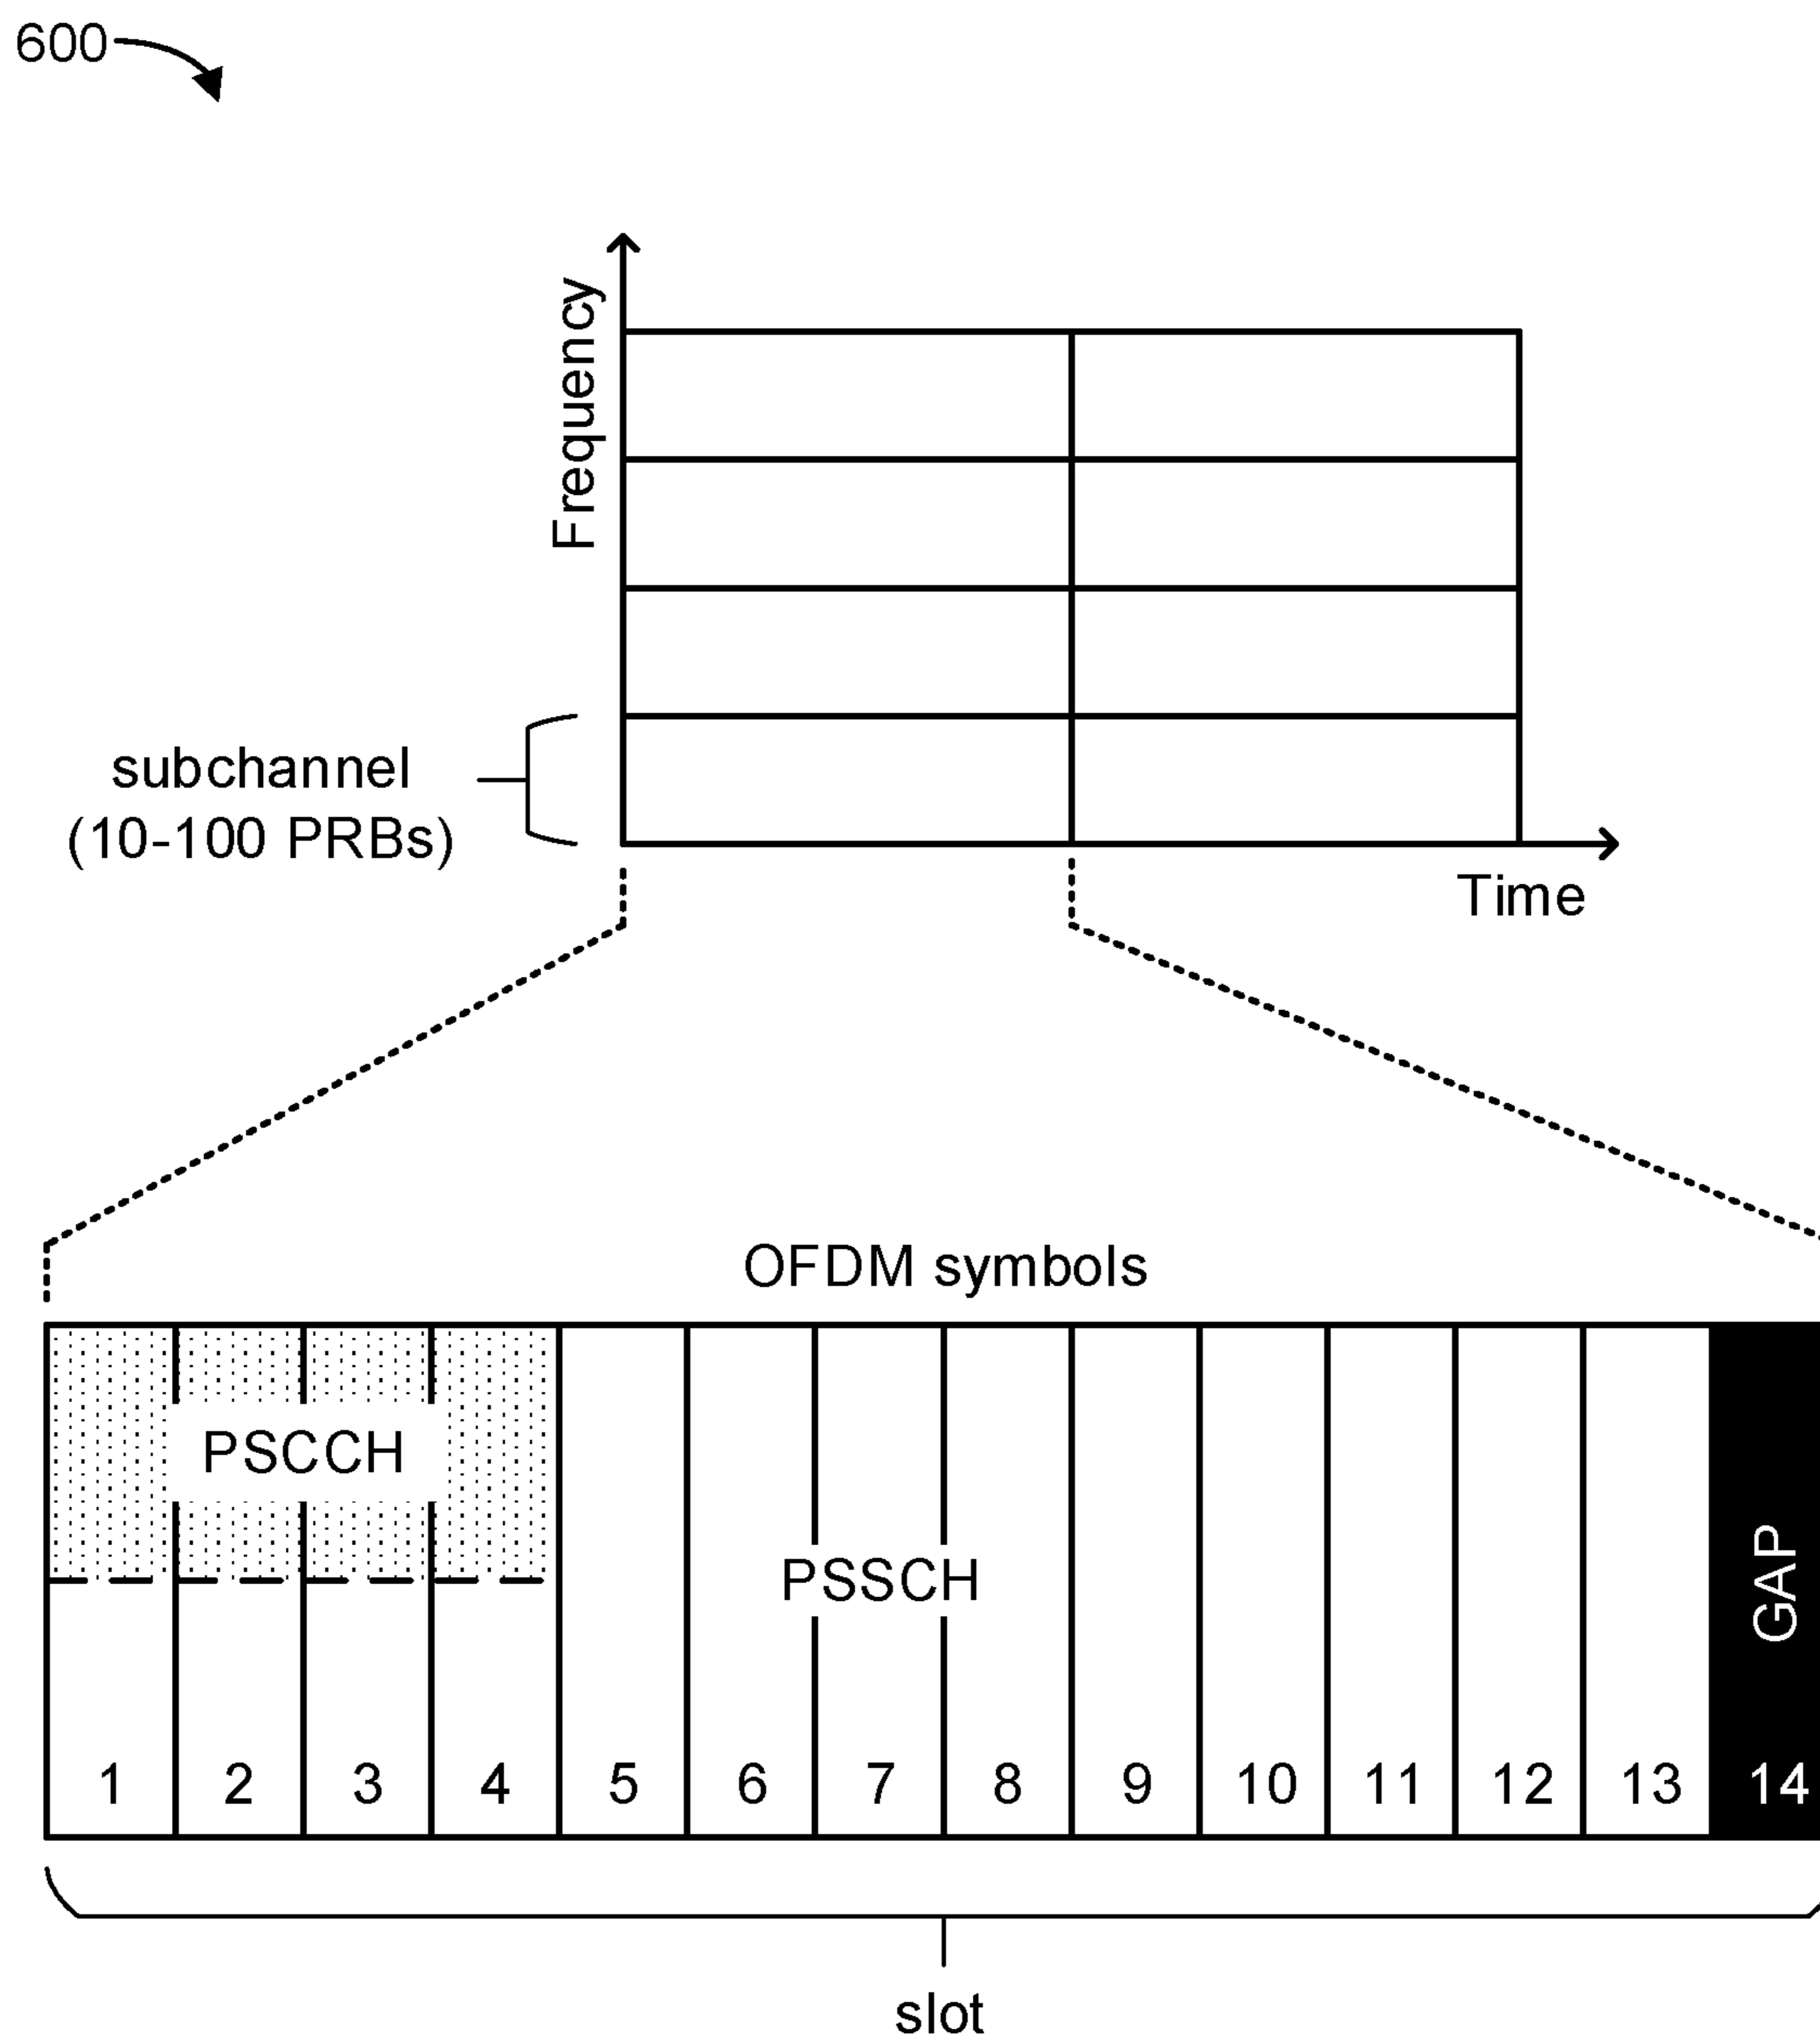 600
Frequency
subchannel
(10-100 PRBs)
Time
OFDM symbols
PSCCH
PSSCH
GAP
1 2 3 4 5 6 7 8 9 10 11 12 13 14
slot